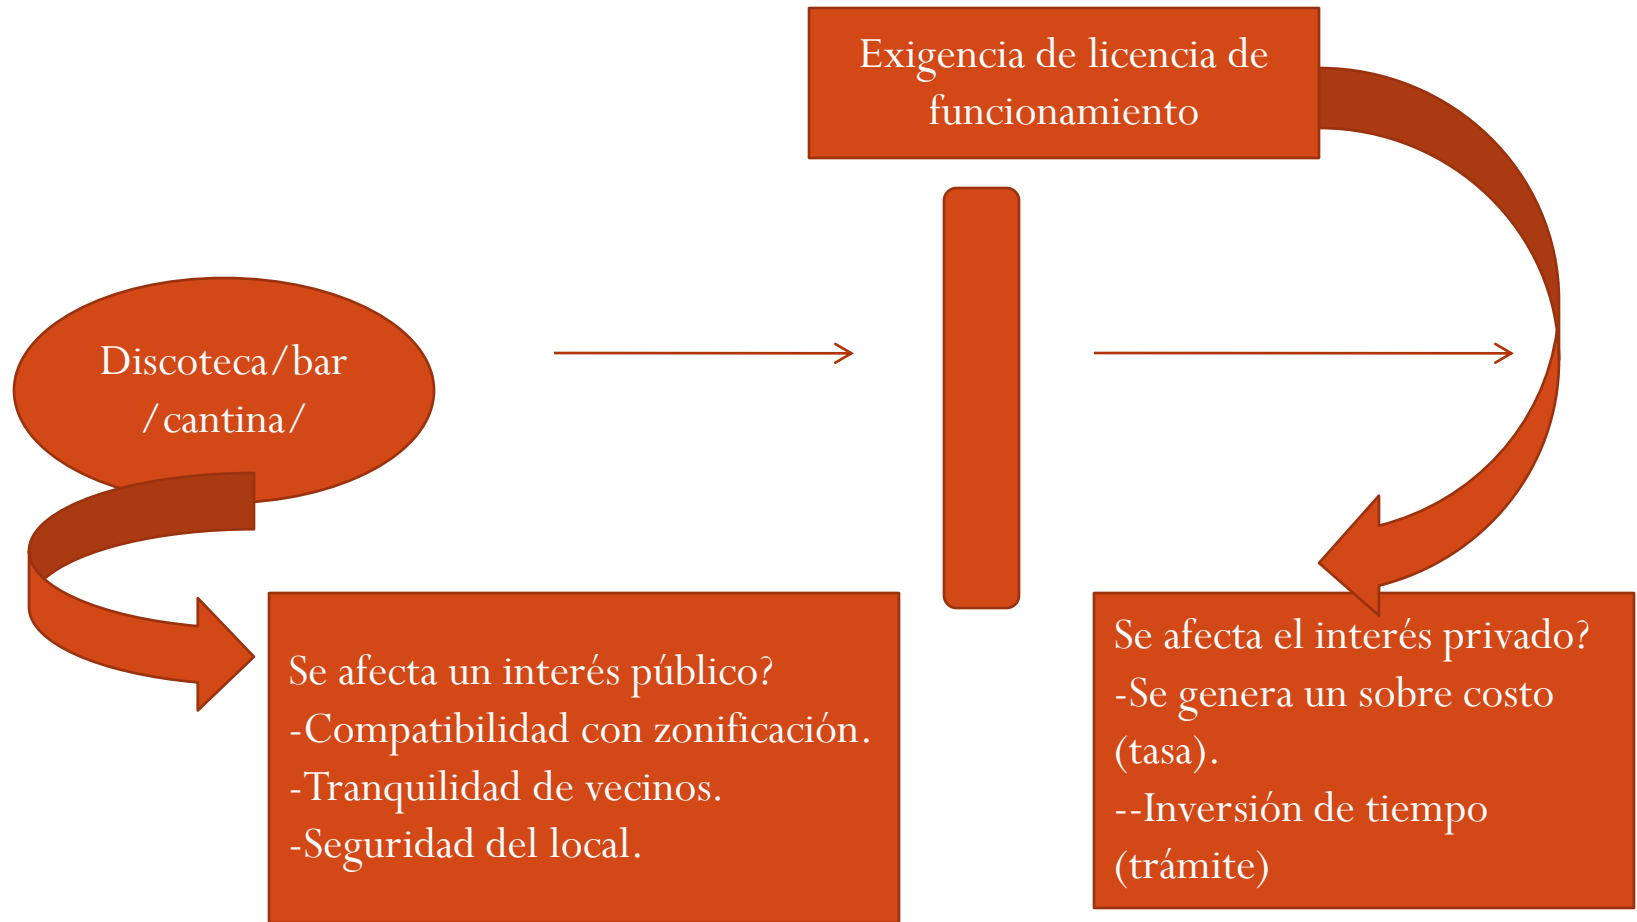 Exigencia de licencia de
funcionamiento
Discoteca/bar
/cantina/
Se afecta un interés público?
-Compatibilidad con zonificación.
-Tranquilidad de vecinos.
-Seguridad del local.
Se afecta el interés privado?
-Se genera un sobre costo
(tasa).
--Inversión de tiempo
(trámite)